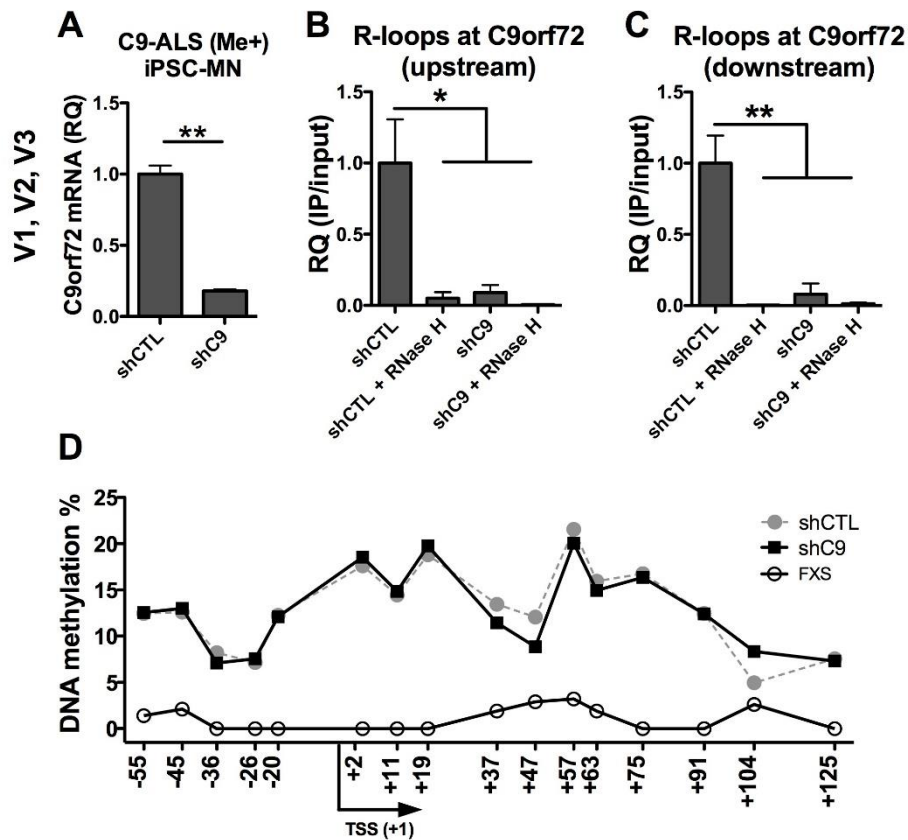 A
C9-ALS (Me+)
iPSC-MN
V1, V2, V3
C9orf72 mRNA (RQ)
1.5
1.0
0.5
0.0
**
shCTL
shC9
B
R-loops at C9orf72
(upstream)
RQ (IP/input)
1.5
1.0
0.5
0.0
*
shCTL
shCTL + RNase H
shC9
shC9 + RNase H
C
R-loops at C9orf72
(downstream)
RQ (IP/input)
1.5
1.0
0.5
0.0
**
shCTL
shCTL + RNase H
shC9
shC9 + RNase H
D
DNA methylation %
25
20
15
10
5
0
shCTL
shC9
FXS
-55
-45
-36
-26
-20
+2
+11
+19
+37
+47
+57
+63
+75
+91
+104
+125
TSS (+1)